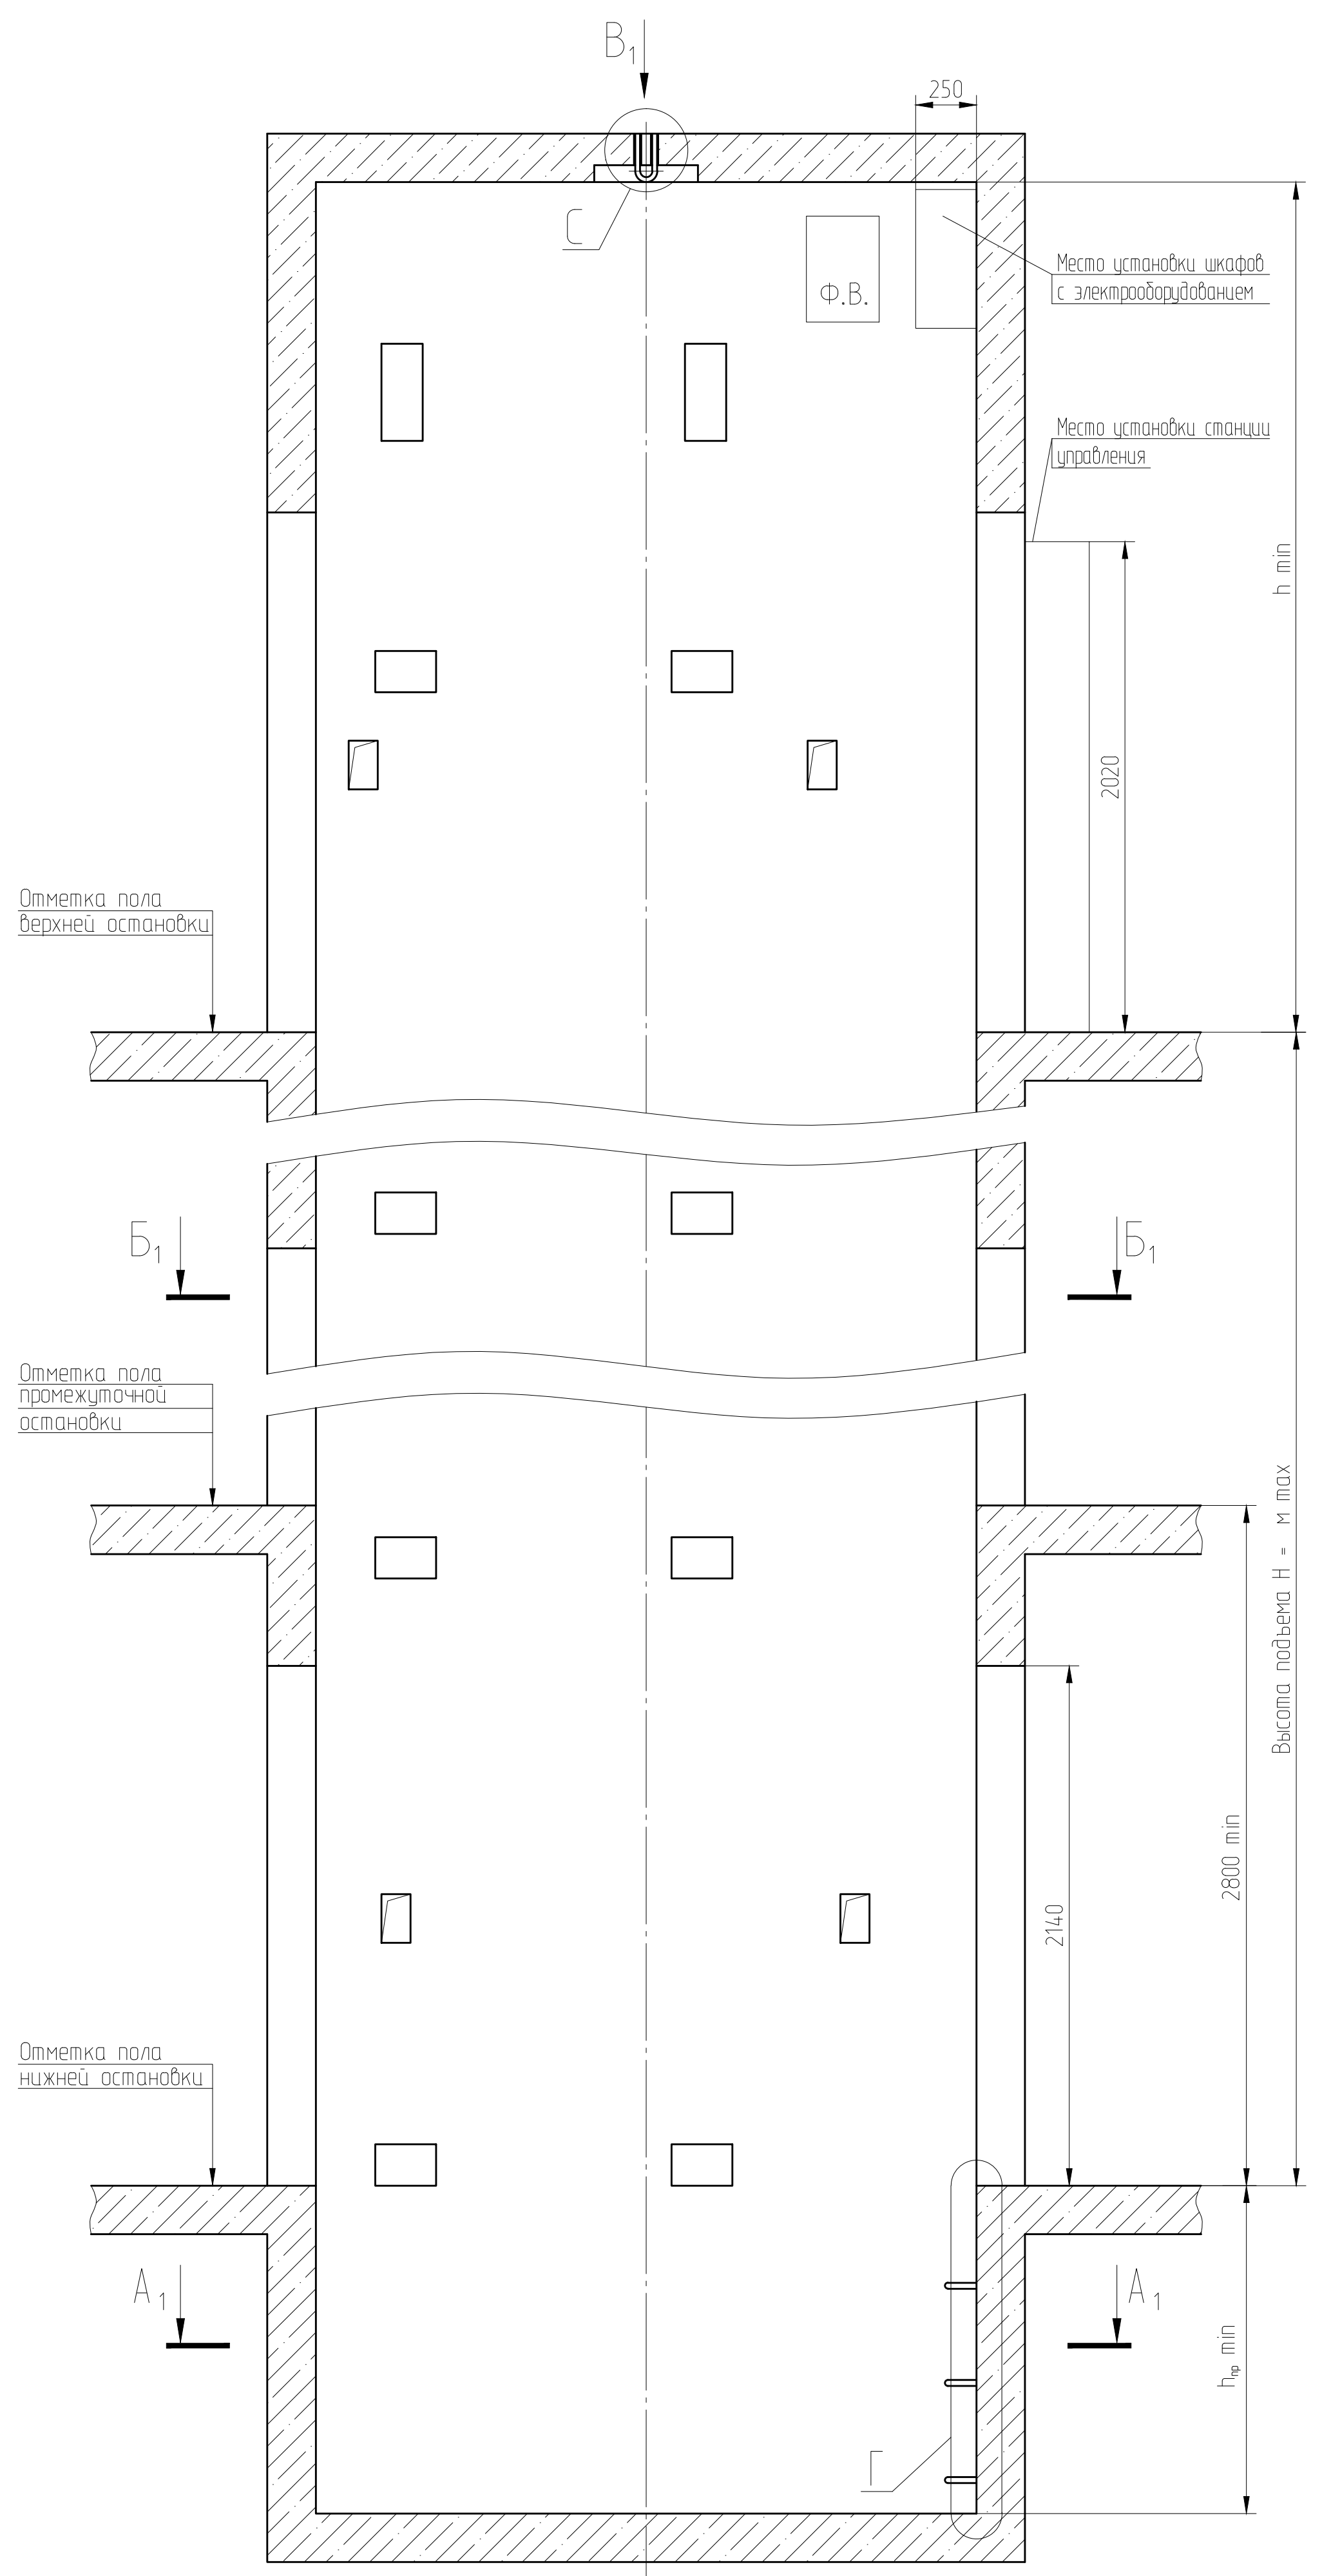 В1
250
С
Ф.В.
Место установки шкафов
с электрооборудованием
Место установки станции
управления
h min
2020
Отметка пола
верхней остановки
Б1
Б1
Отметка пола
промежуточной
остановки
Высота подъема Н = м max
2800 min
2140
Отметка пола
нижней остановки
А1
А1
hпр min
Г